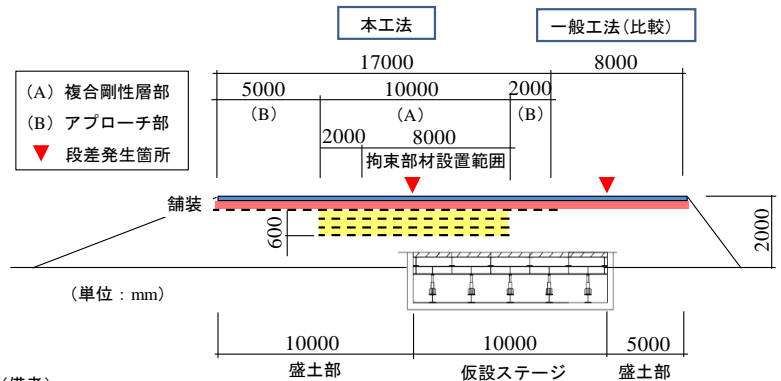 本工法
一般工法(比較)
17000
8000
5000
10000
2000
(B)
(A)
(B)
2000
8000
拘束部材設置範囲
(A) 複合剛性層部
(B) アプローチ部
▼ 段差発生箇所
舗装
600
2000
(単位：mm)
10000
10000
5000
盛土部
仮設ステージ
盛土部